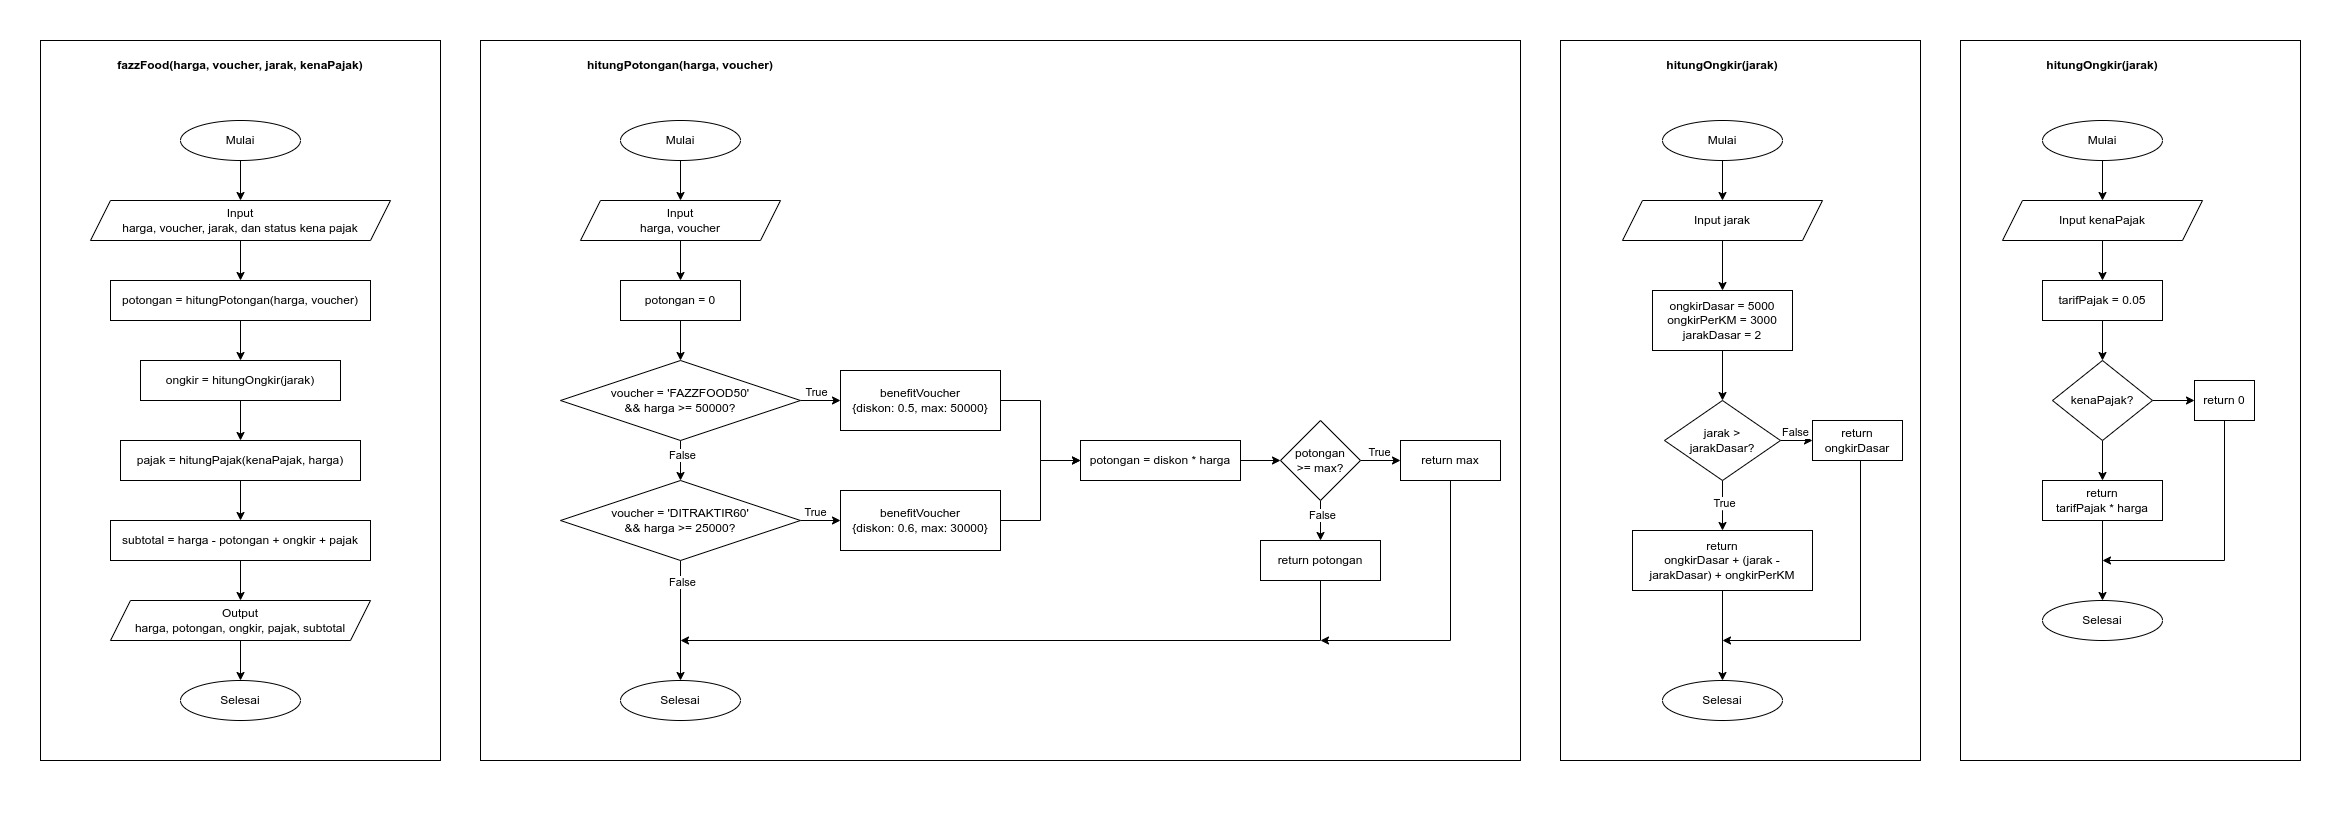 fazzFood(harga, voucher, jarak, kenaPajak)
Mulai
Input
harga, voucher, jarak, dan status kena pajak
potongan = hitungPotongan(harga, voucher)
ongkir = hitungOngkir(jarak)
pajak = hitungPajak(kenaPajak, harga)
subtotal = harga - potongan + ongkir + pajak
Output
harga, potongan, ongkir, pajak, subtotal
Selesai
hitungPotongan(harga, voucher)
Mulai
Input
harga, voucher
potongan = 0
voucher = 'FAZZFOOD50'
&& harga >= 50000?
True
benefitVoucher
{diskon: 0.5, max: 50000}
False
voucher = 'DITRAKTIR60'
&& harga >= 25000?
True
benefitVoucher
{diskon: 0.6, max: 30000}
False
potongan = diskon * harga
potongan
>= max?
True
return max
False
return potongan
Selesai
hitungOngkir(jarak)
Mulai
Input jarak
ongkirDasar = 5000
ongkirPerKM = 3000
jarakDasar = 2
jarak >
jarakDasar?
False
return
ongkirDasar
True
return
ongkirDasar + (jarak -
jarakDasar) + ongkirPerKM
Selesai
hitungOngkir(jarak)
Mulai
Input kenaPajak
tarifPajak = 0.05
kenaPajak?
return 0
return
tarifPajak * harga
Selesai